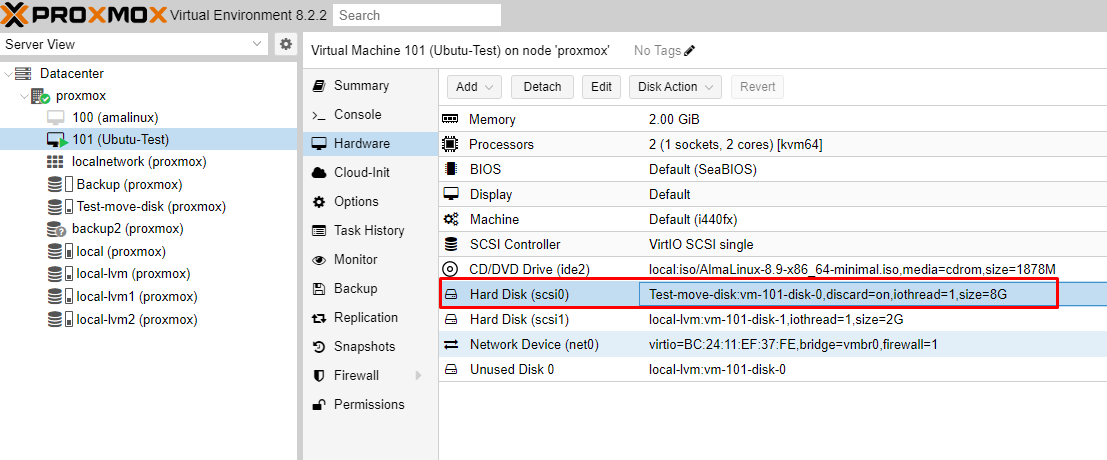 PROXMOX Virtual Environment 8.2.2 Search
Server View
Datacenter
proxmox
100 (amalinux)
101 (Ubutu-Test)
localnetwork (proxmox)
Backup (proxmox)
Test-move-disk (proxmox)
backup2 (proxmox)
local (proxmox)
local-lvm (proxmox)
local-lvm1 (proxmox)
local-lvm2 (proxmox)
Virtual Machine 101 (Ubutu-Test) on node 'proxmox' No Tags
Summary
Console
Hardware
Cloud-Init
Options
Task History
Monitor
Backup
Replication
Snapshots
Firewall
Permissions
Add Detach Edit Disk Action Revert
Memory 2.00 GiB
Processors 2 (1 sockets, 2 cores) [kvm64]
BIOS Default (SeaBIOS)
Display Default
Machine Default (i440fx)
SCSI Controller VirtIO SCSI single
CD/DVD Drive (ide2) local:iso/AlmaLinux-8.9-x86_64-minimal.iso,media=cdrom,size=1878M
Hard Disk (scsi0) Test-move-disk:vm-101-disk-0,discard=on,iothread=1,size=8G
Hard Disk (scsi1) local-lvm:vm-101-disk-1,iothread=1,size=2G
Network Device (net0) virtio=BC:24:11:EF:37:FE,bridge=vmbr0,firewall=1
Unused Disk 0 local-lvm:vm-101-disk-0